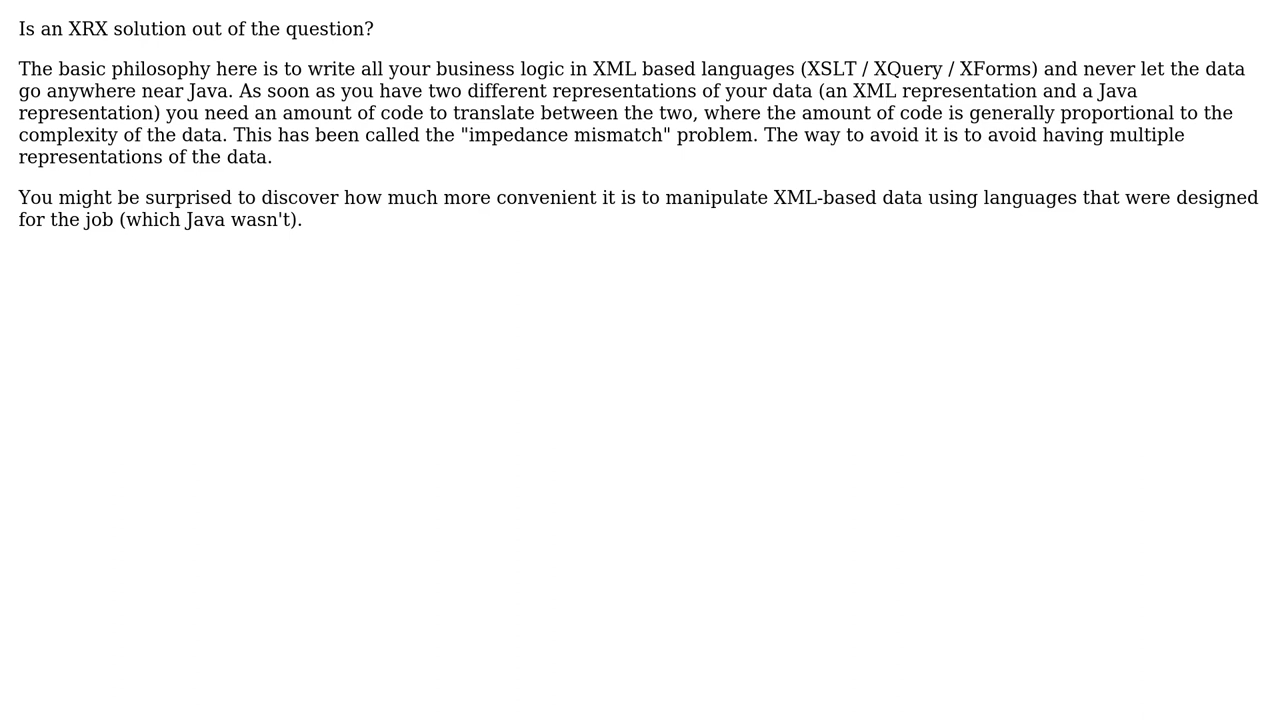 Is an XRX solution out of the question?
The basic philosophy here is to write all your business logic in XML based languages (XSLT / XQuery / XForms) and never let the data
go anywhere near Java. As soon as you have two different representations of your data (an XML representation and a Java
representation) you need an amount of code to translate between the two, where the amount of code is generally proportional to the
complexity of the data. This has been called the "impedance mismatch" problem. The way to avoid it is to avoid having multiple
representations of the data.
You might be surprised to discover how much more convenient it is to manipulate XML-based data using languages that were designed
for the job (which Java wasn't).